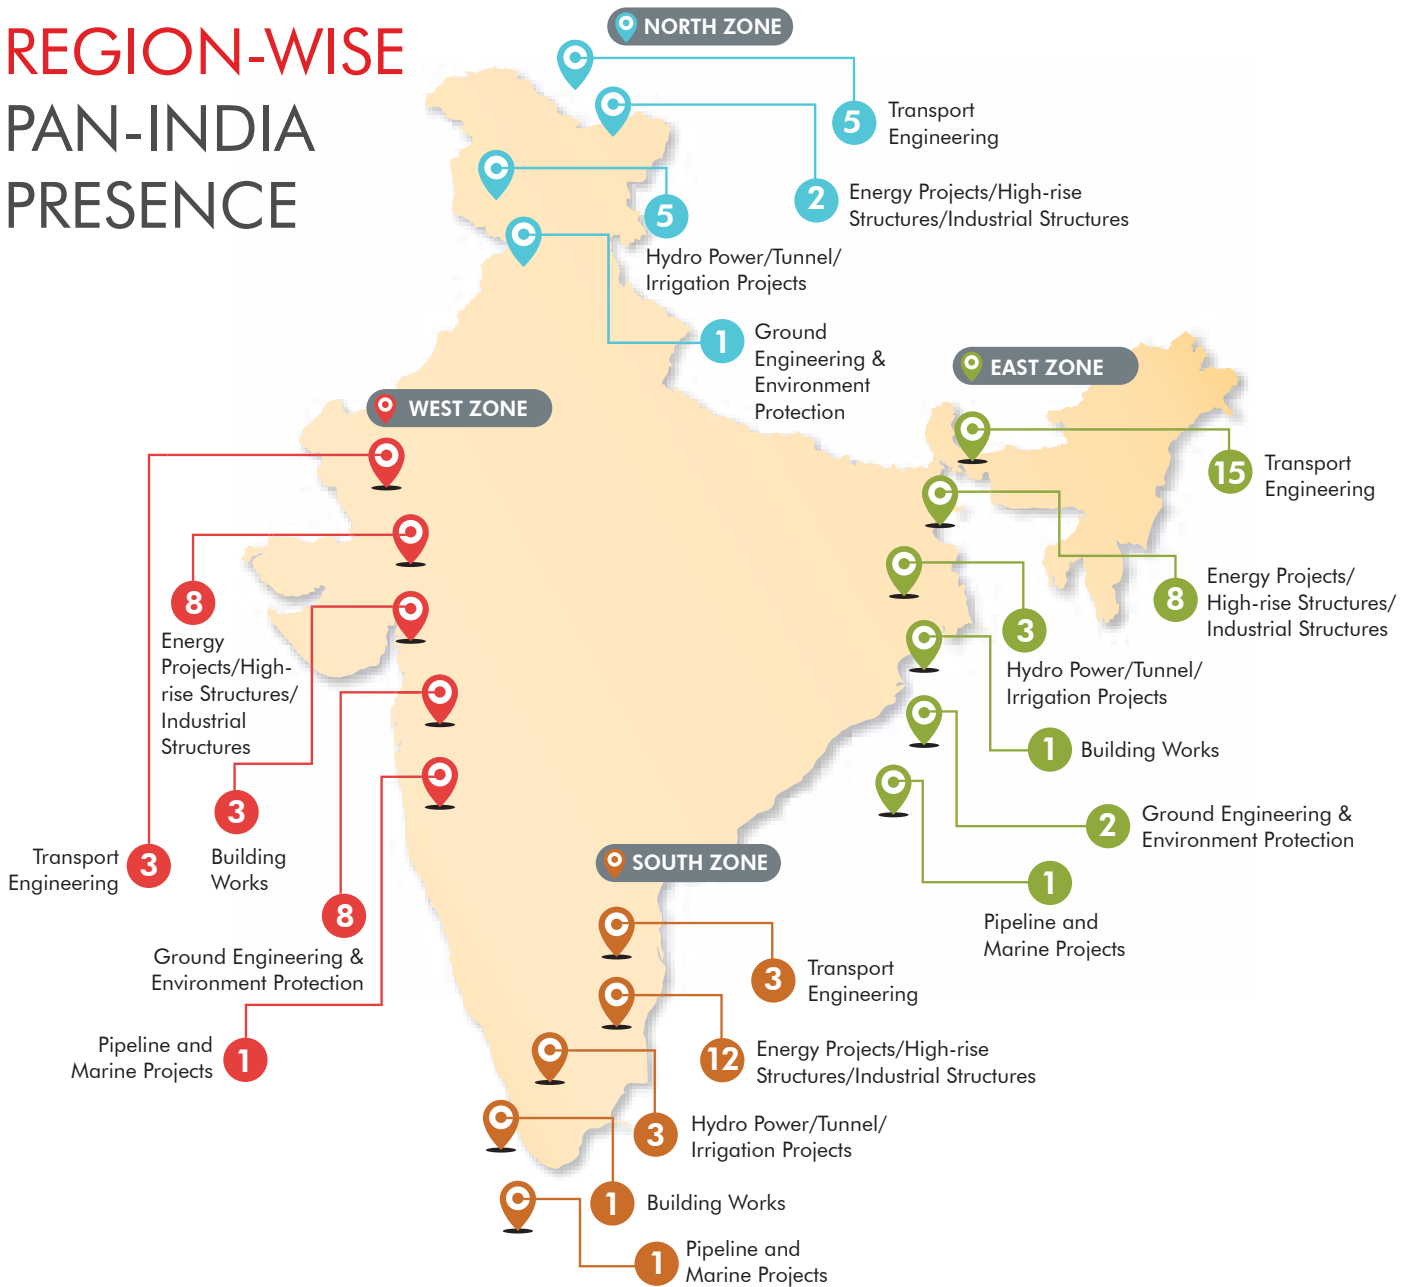 REGION-WISE
PAN-INDIA
PRESENCE
NORTH ZONE
5
Transport
Engineering
2
Energy Projects/High-rise
Structures/Industrial Structures
5
Hydro Power/Tunnel/
Irrigation Projects
1
Ground
Engineering &
Environment
Protection
EAST ZONE
15
Transport
Engineering
8
Energy Projects/
High-rise Structures/
Industrial Structures
3
Hydro Power/Tunnel/
Irrigation Projects
1
Building Works
2
Ground Engineering &
Environment Protection
1
Pipeline and
Marine Projects
WEST ZONE
8
Energy
Projects/High-
rise Structures/
Industrial
Structures
3
Building
Works
Transport
Engineering
3
8
Ground Engineering &
Environment Protection
Pipeline and
Marine Projects
1
SOUTH ZONE
3
Transport
Engineering
12
Energy Projects/High-rise
Structures/Industrial Structures
3
Hydro Power/Tunnel/
Irrigation Projects
1
Building Works
1
Pipeline and
Marine Projects